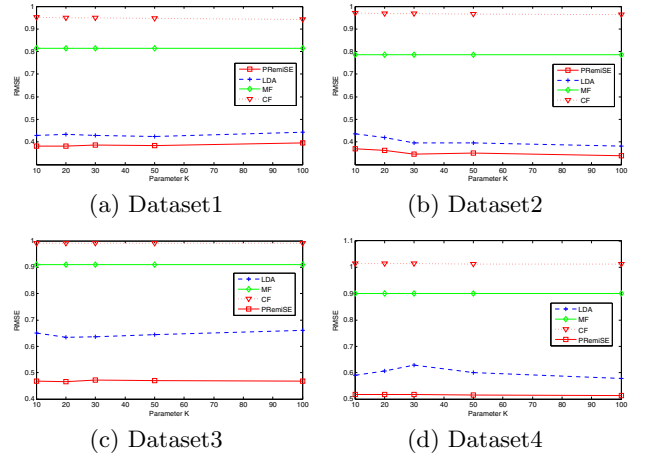 1
0.9
0.8
0.7
0.6
0.5
0.4
RMSE
PRemiSE
LDA
MF
CF
10 20 30 40 50 60 70 80 90 100
Parameter K
(a) Dataset1
1
0.9
0.8
0.7
0.6
0.5
0.4
RMSE
PRemiSE
LDA
MF
CF
10 20 30 40 50 60 70 80 90 100
Parameter K
(b) Dataset2
1
0.9
0.8
0.7
0.6
0.5
0.4
RMSE
LDA
MF
CF
PRemiSE
10 20 30 40 50 60 70 80 90 100
Parameter K
(c) Dataset3
1.1
1
0.9
0.8
0.7
0.6
0.5
RMSE
LDA
MF
CF
PRemiSE
10 20 30 40 50 60 70 80 90 100
Parameter K
(d) Dataset4